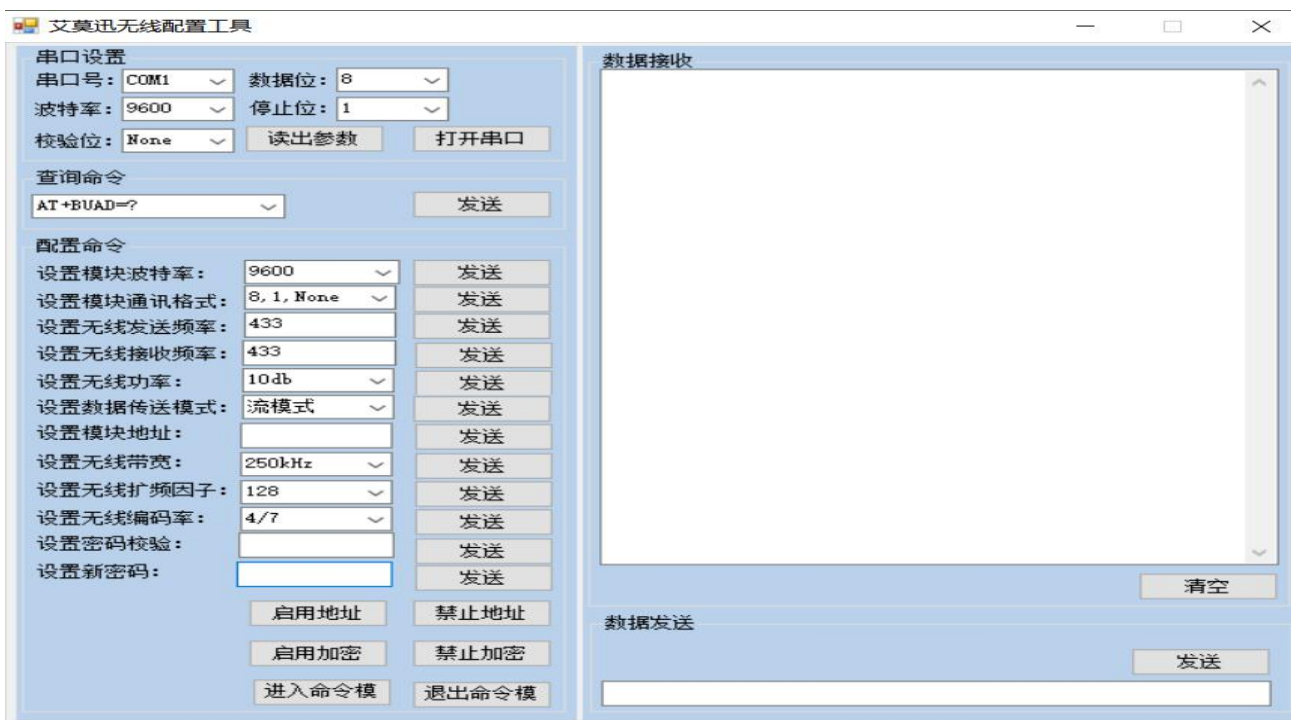 艾莫迅无线配置工具
串口设置
串口号: COM1 数据位: 8
波特率: 9600 停止位: 1
校验位: None 读出参数 打开串口
查询命令
AT+BUAD=? 发送
配置命令
设置模块波特率: 9600 发送
设置模块通讯格式: 8,1,None 发送
设置无线发送频率: 433 发送
设置无线接收频率: 433 发送
设置无线功率: 10db 发送
设置数据传送模式: 流模式 发送
设置模块地址: 发送
设置无线带宽: 250kHz 发送
设置无线扩频因子: 128 发送
设置无线编码率: 4/7 发送
设置密码校验: 发送
设置新密码: 发送
启用地址 禁止地址
启用加密 禁止加密
进入命令模 退出命令模
数据接收
清空
数据发送
发送